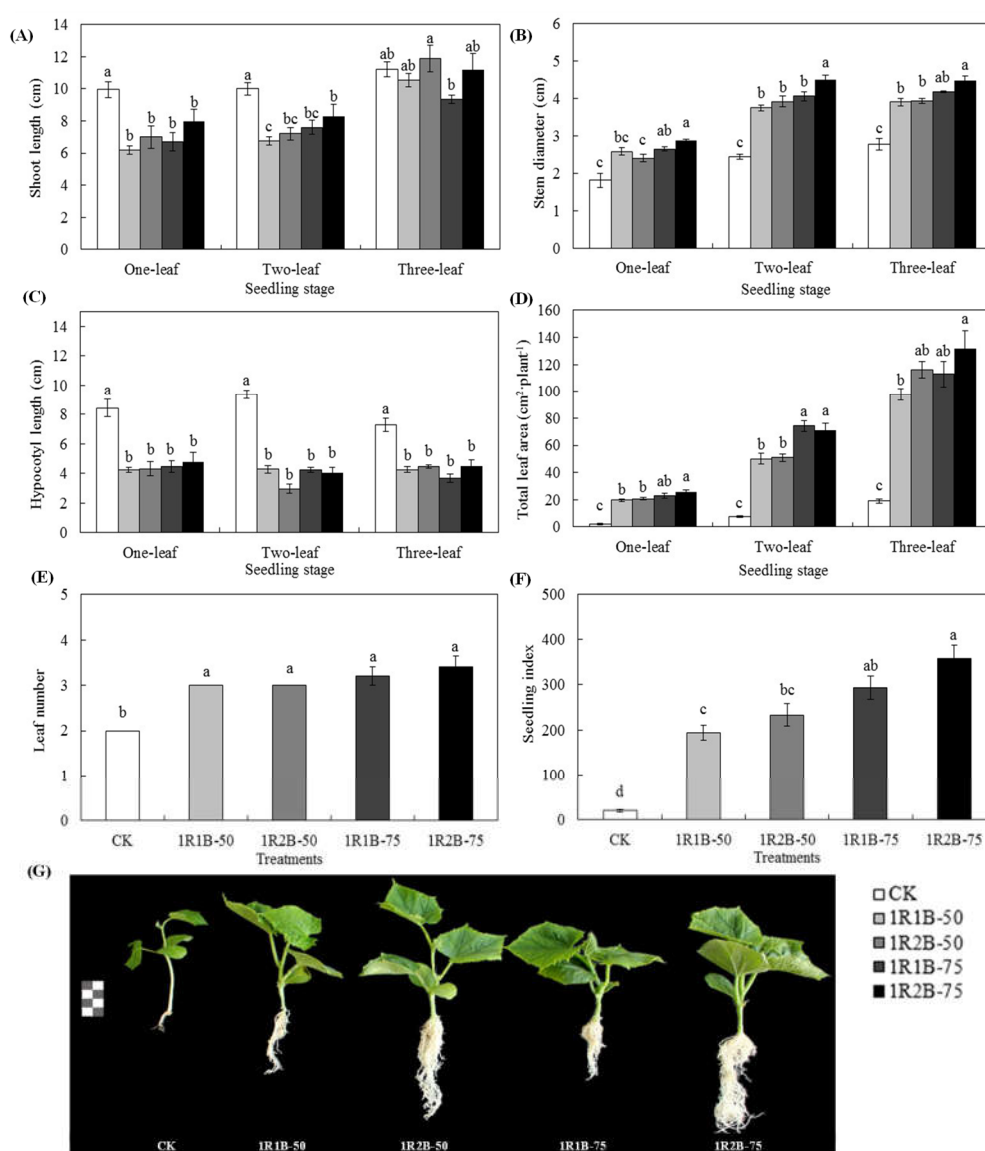 (A)
Shoot length (cm)
14
12
10
8
6
4
2
0
a b b b b
a c bc bc b
ab ab a b ab
One-leaf Two-leaf Three-leaf
Seedling stage
(B)
Stem diameter (cm)
6
5
4
3
2
1
0
c bc c ab a
c b b b a
c b b ab a
One-leaf Two-leaf Three-leaf
Seedling stage
(C)
Hypocotyl length (cm)
14
12
10
8
6
4
2
0
a b b b b
a b b b b
a b b b b
One-leaf Two-leaf Three-leaf
Seedling stage
(D)
Total leaf area (cm²·plant⁻¹)
160
140
120
100
80
60
40
20
0
c b b ab a
c b b a a
c b ab ab a
One-leaf Two-leaf Three-leaf
Seedling stage
(E)
Leaf number
5
4
3
2
1
0
b a a a a
CK 1R1B-50 1R2B-50 1R1B-75 1R2B-75
Treatments
(F)
Seedling index
500
400
300
200
100
0
d c bc ab a
CK 1R1B-50 1R2B-50 1R1B-75 1R2B-75
Treatments
(G)
CK 1R1B-50 1R2B-50 1R1B-75 1R2B-75
CK
1R1B-50
1R2B-50
1R1B-75
1R2B-75